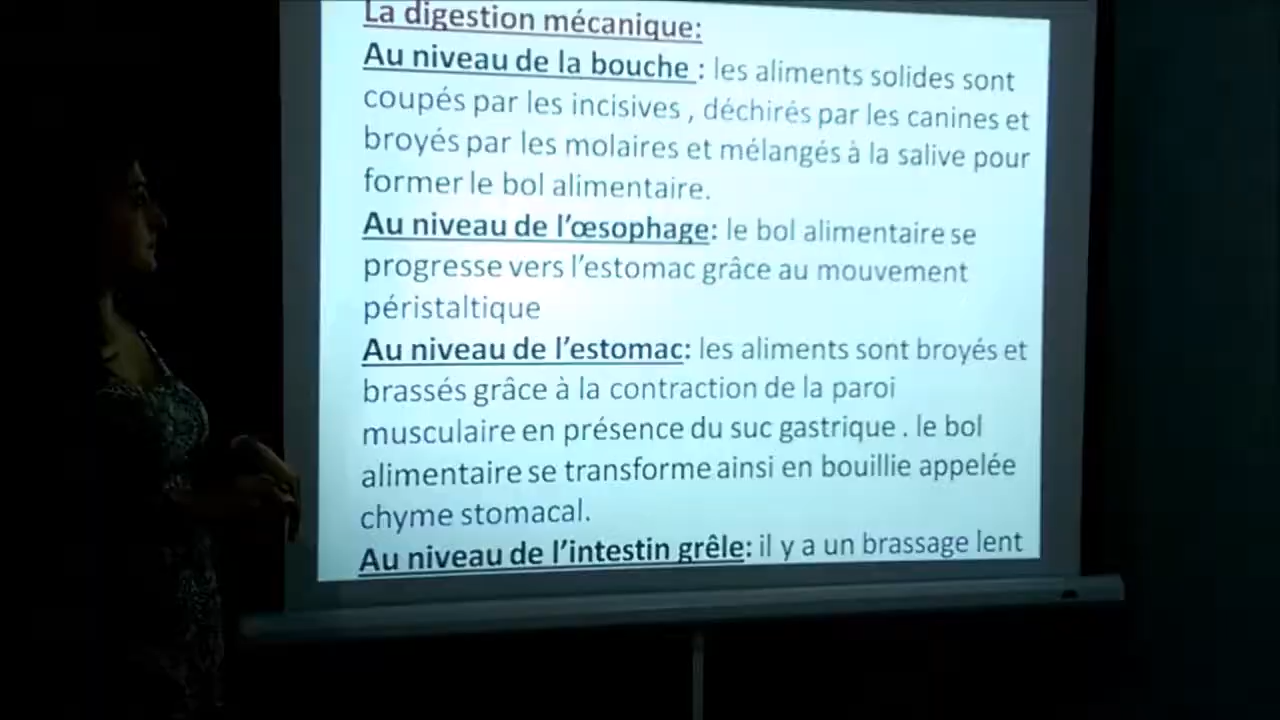 La digestion mécanique:
Au niveau de la bouche : les aliments solides sont
coupés par les incisives , déchirés par les canines et
broyés par les molaires et mélangés à la salive pour
former le bol alimentaire.
Au niveau de l'œsophage: le bol alimentaire se
progresse vers l'estomac grâce au mouvement
péristaltique
Au niveau de l'estomac: les aliments sont broyés et
brassés grâce à la contraction de la paroi
musculaire en présence du suc gastrique . le bol
alimentaire se transforme ainsi en bouillie appelée
chyme stomacal.
Au niveau de l'intestin grêle: il y a un brassage lent